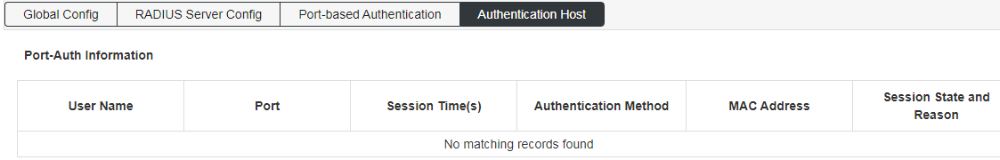 Global Config RADIUS Server Config Port-based Authentication Authentication Host
Port-Auth Information
User Name Port Session Time(s) Authentication Method MAC Address Session State and Reason
No matching records found